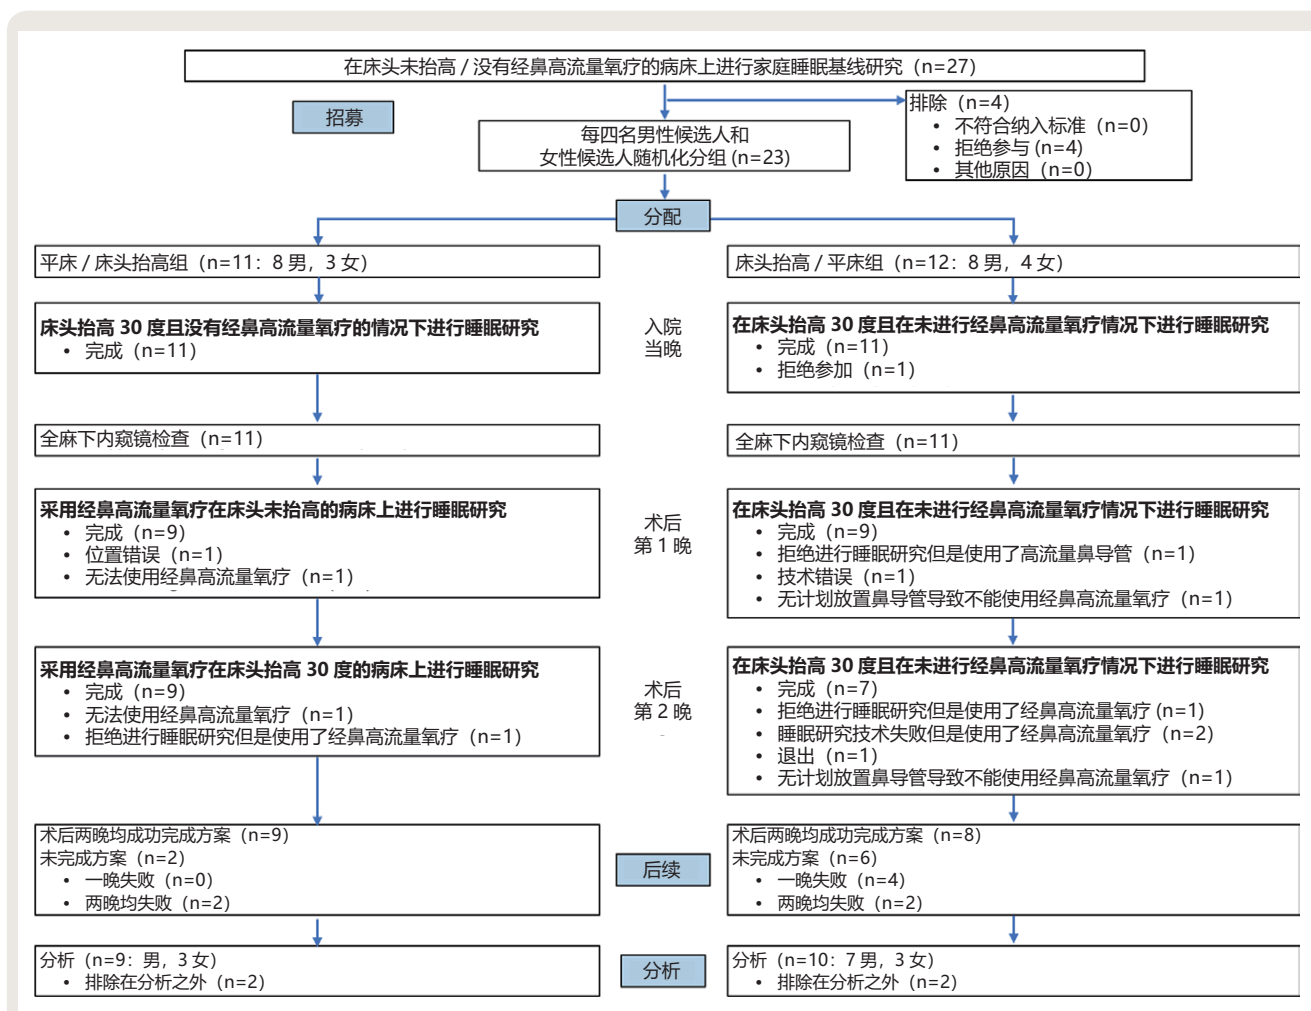 在床头未抬高 / 没有经鼻高流量氧疗的病床上进行家庭睡眠基线研究（n=27）
招募
排除（n=4）
• 不符合纳入标准（n=0）
• 拒绝参与 (n=4)
• 其他原因（n=0）
每四名男性候选人和
女性候选人随机化分组 (n=23)
分配
平床 / 床头抬高组（n=11：8 男，3 女）
床头抬高 / 平床组（n=12：8 男，4 女）
床头抬高 30 度且没有经鼻高流量氧疗的情况下进行睡眠研究
• 完成（n=11）
入院
当晚
在床头抬高 30 度且在未进行经鼻高流量氧疗情况下进行睡眠研究
• 完成（n=11）
• 拒绝参加（n=1）
全麻下内窥镜检查（n=11）
全麻下内窥镜检查（n=11）
采用经鼻高流量氧疗在床头未抬高的病床上进行睡眠研究
• 完成（n=9）
• 位置错误（n=1）
• 无法使用经鼻高流量氧疗（n=1）
术后
第 1 晚
在床头抬高 30 度且在未进行经鼻高流量氧疗情况下进行睡眠研究
• 完成（n=9）
• 拒绝进行睡眠研究但是使用了高流量鼻导管（n=1）
• 技术错误（n=1）
• 无计划放置鼻导管导致不能使用经鼻高流量氧疗（n=1）
采用经鼻高流量氧疗在床头抬高 30 度的病床上进行睡眠研究
• 完成（n=9）
• 无法使用经鼻高流量氧疗（n=1）
• 拒绝进行睡眠研究但是使用了经鼻高流量氧疗（n=1）
术后
第 2 晚
在床头抬高 30 度且在未进行经鼻高流量氧疗情况下进行睡眠研究
• 完成（n=7）
• 拒绝进行睡眠研究但是使用了经鼻高流量氧疗 (n=1)
• 睡眠研究技术失败但是使用了经鼻高流量氧疗（n=2）
• 退出（n=1）
• 无计划放置鼻导管导致不能使用经鼻高流量氧疗（n=1）
术后两晚均成功完成方案（n=9）
未完成方案（n=2）
• 一晚失败（n=0）
• 两晚均失败（n=2）
后续
术后两晚均成功完成方案（n=8）
未完成方案（n=6）
• 一晚失败（n=4）
• 两晚均失败（n=2）
分析（n=9：男，3 女）
• 排除在分析之外（n=2）
分析
分析（n=10：7 男，3 女）
• 排除在分析之外（n=2）